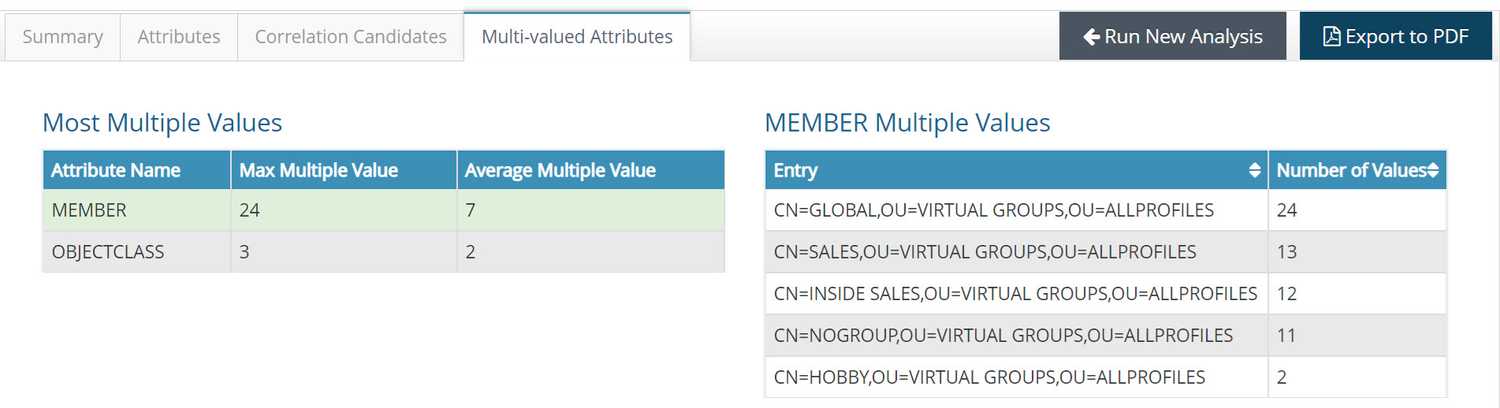 Summary Attributes Correlation Candidates Multi-valued Attributes Run New Analysis Export to PDF
Most Multiple Values
Attribute Name Max Multiple Value Average Multiple Value
MEMBER 24 7
OBJECTCLASS 3 2
MEMBER Multiple Values
Entry Number of Values
CN=GLOBAL,OU=VIRTUAL GROUPS,OU=ALLPROFILES 24
CN=SALES,OU=VIRTUAL GROUPS,OU=ALLPROFILES 13
CN=INSIDE SALES,OU=VIRTUAL GROUPS,OU=ALLPROFILES 12
CN=NOGROUP,OU=VIRTUAL GROUPS,OU=ALLPROFILES 11
CN=HOBBY,OU=VIRTUAL GROUPS,OU=ALLPROFILES 2